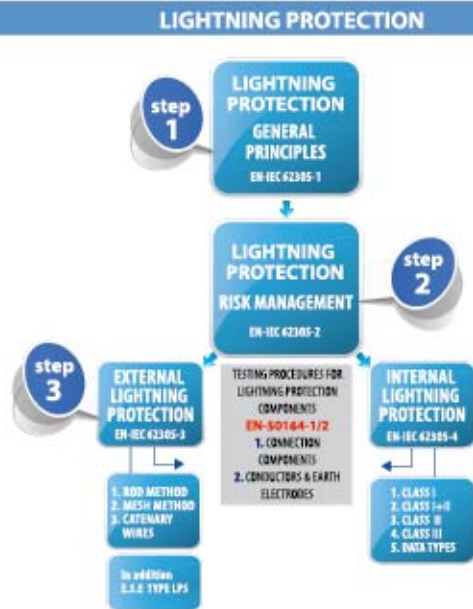 LIGHTNING PROTECTION
step
1
LIGHTNING
PROTECTION
GENERAL
PRINCIPLES
EN-IEC 62305-1
LIGHTNING
PROTECTION
RISK MANAGEMENT
EN-IEC 62305-2
step
2
step
3
EXTERNAL
LIGHTNING
PROTECTION
EN-IEC 62305-3
TESTING PROCEDURES FOR
LIGHTNING PROTECTION
COMPONENTS
EN-50164-1/2
1. CONNECTION
COMPONENTS
2. CONDUCTORS & EARTH
ELECTRODES
INTERNAL
LIGHTNING
PROTECTION
EN-IEC 62305-4
1. ROD METHOD
2. MESH METHOD
3. CATENARY
WIRES
In addition
E.S.E TYPE LPS
1. CLASS I
2. CLASS I+II
3. CLASS II
4. CLASS III
5. DATA TYPES